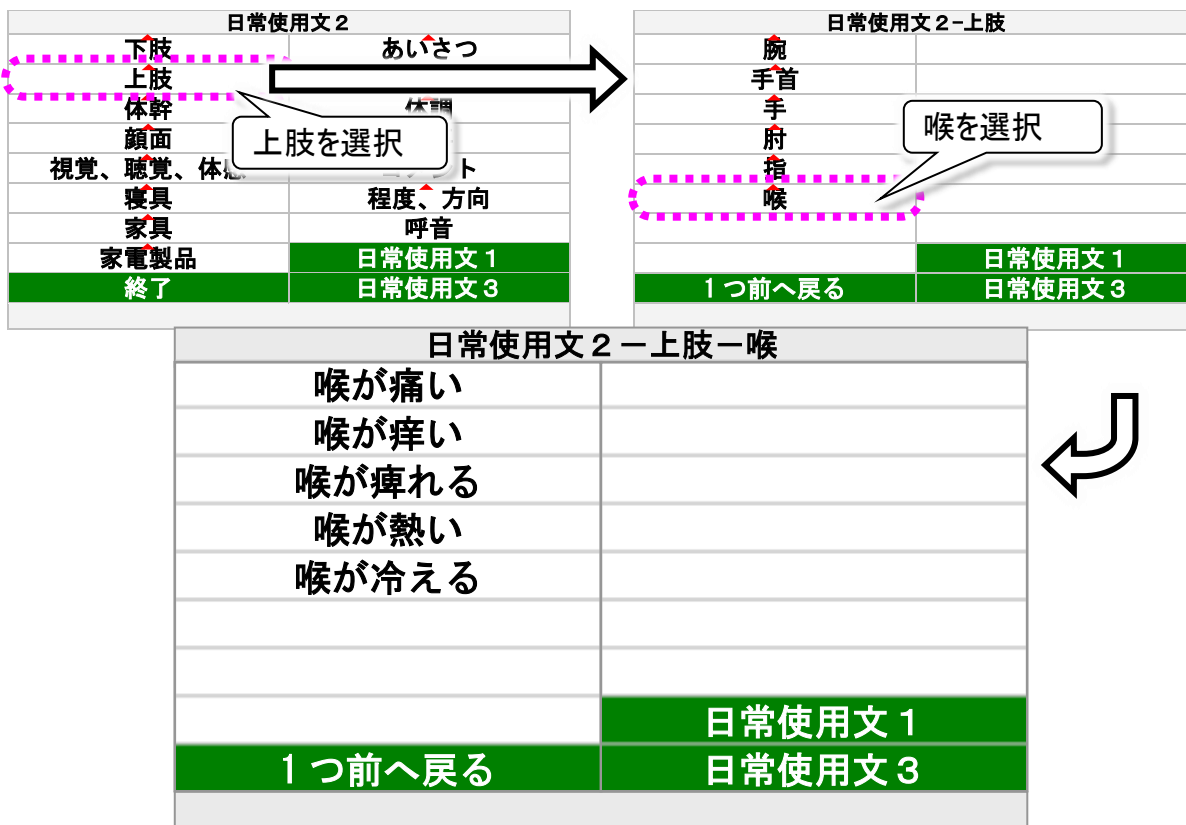 日常使用文２
下肢 あいさつ
上肢
体幹 体調
顔面
視覚、聴覚、体感 ト
寝具 程度、方向
家具 呼音
家電製品 日常使用文１
終了 日常使用文３
上肢を選択
日常使用文２−上肢
腕
手首
手
肘
指
喉
日常使用文１
１つ前へ戻る 日常使用文３
喉を選択
日常使用文２－上肢－喉
喉が痛い
喉が痒い
喉が痺れる
喉が熱い
喉が冷える
日常使用文１
１つ前へ戻る 日常使用文３